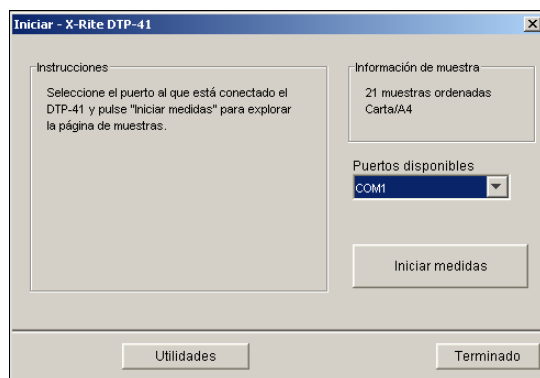 Iniciar - X-Rite DTP-41
Instrucciones
Seleccione el puerto al que está conectado el
DTP-41 y pulse "Iniciar medidas" para explorar
la página de muestras.
Información de muestra
21 muestras ordenadas
Carta/A4
Puertos disponibles
COM1
Iniciar medidas
Utilidades
Terminado